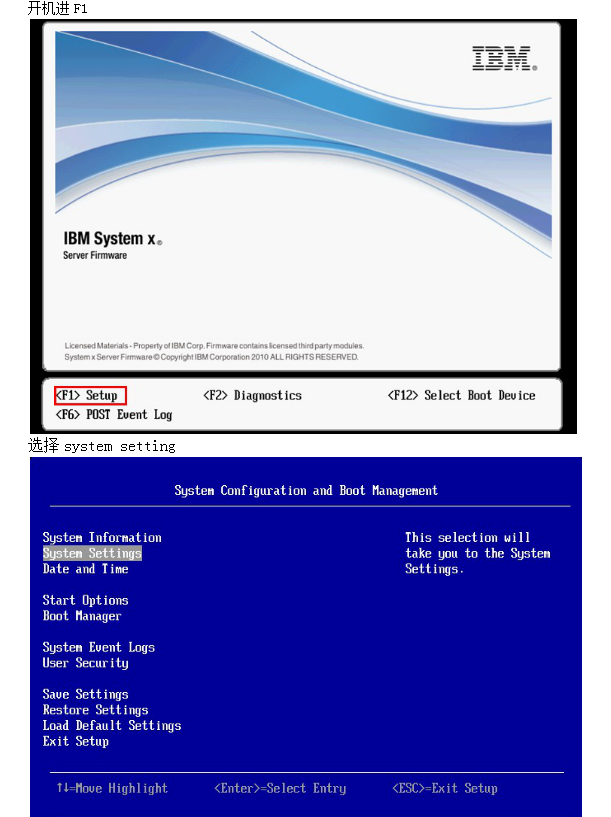 开机进 F1
IBM®
IBM System x®
Server Firmware
Licensed Materials - Property of IBM Corp. Firmware contains licensed third party modules.
System x Server Firmware © Copyright IBM Corporation 2010 ALL RIGHTS RESERVED.
<F1> Setup <F2> Diagnostics <F12> Select Boot Device
<F6> POST Event Log
选择 system setting
System Configuration and Boot Management
System Information This selection will
System Settings take you to the System
Date and Time Settings.
Start Options
Boot Manager
System Event Logs
User Security
Save Settings
Restore Settings
Load Default Settings
Exit Setup
↑↓=Move Highlight <Enter>=Select Entry <ESC>=Exit Setup